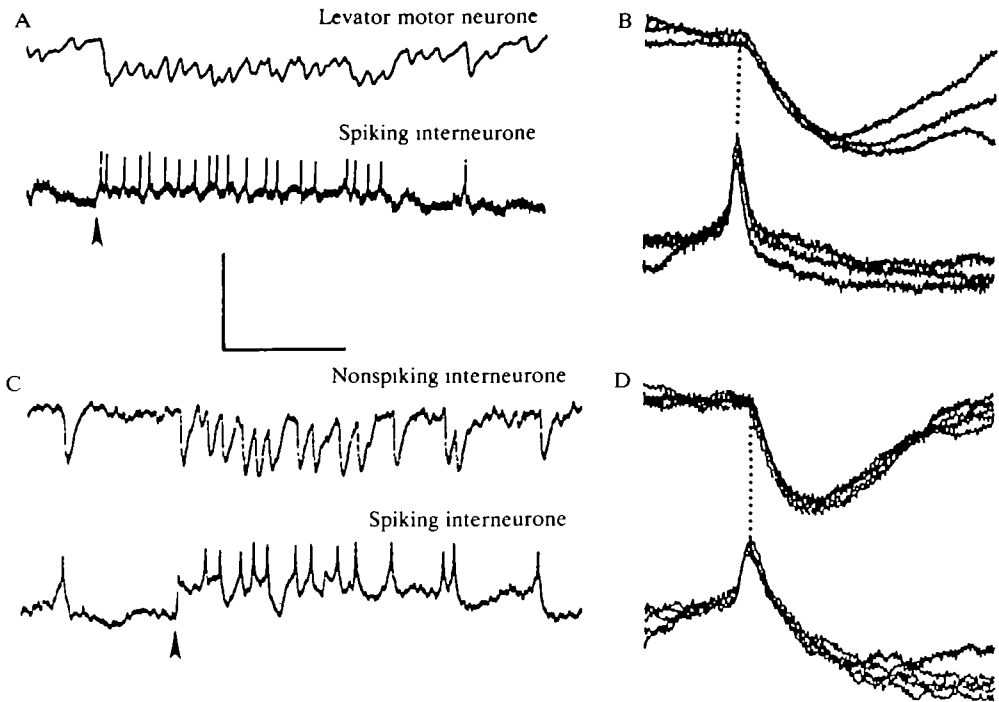 A
Levator motor neurone
B
Spiking interneurone
C
Nonspiking interneurone
D
Spiking interneurone